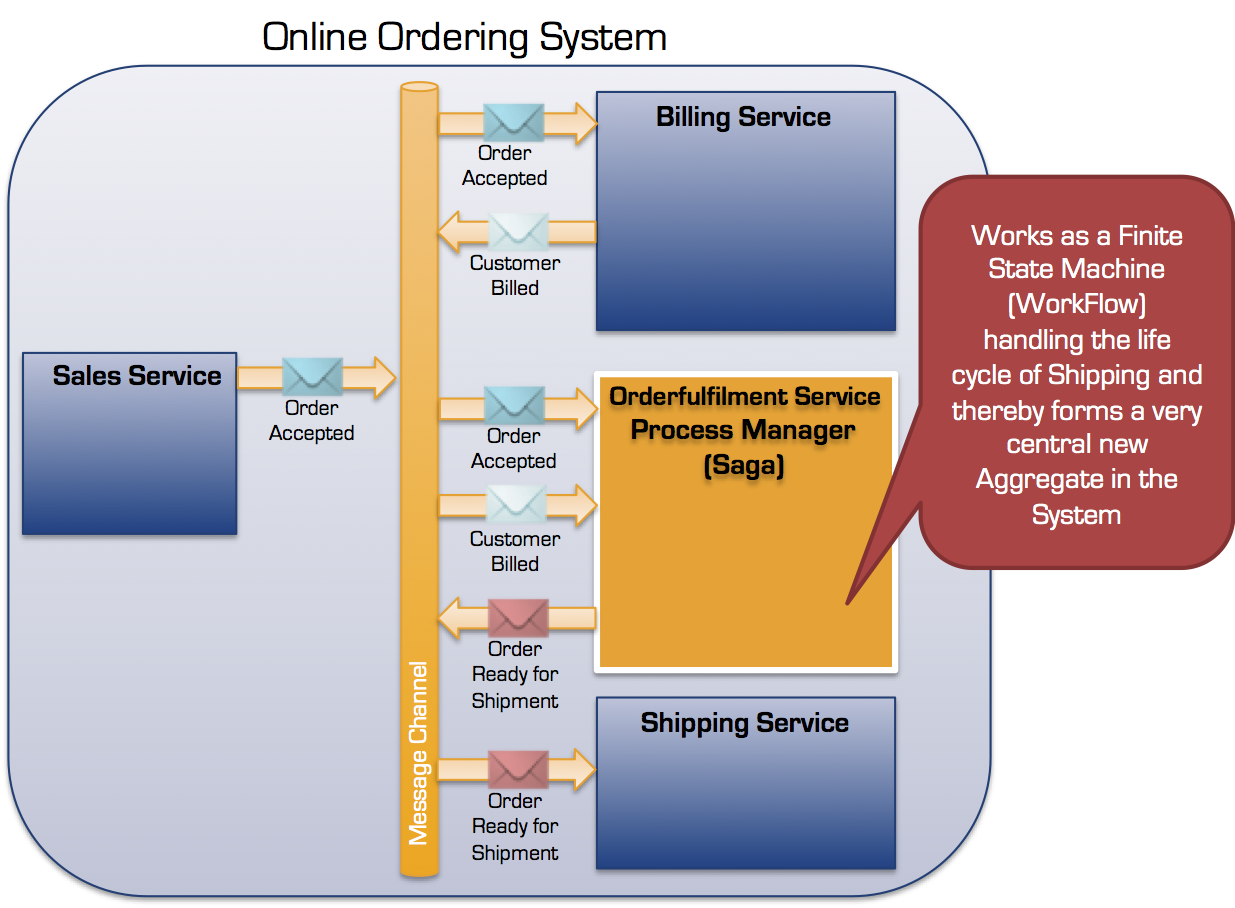 Online Ordering System
Billing Service
Order
Accepted
Customer
Billed
Sales Service
Order
Accepted
Orderfulfilment Service
Process Manager
(Saga)
Order
Accepted
Customer
Billed
Order
Ready for
Shipment
Shipping Service
Order
Ready for
Shipment
Message Channel
Works as a Finite
State Machine
(WorkFlow)
handling the life
cycle of Shipping and
thereby forms a very
central new
Aggregate in the
System